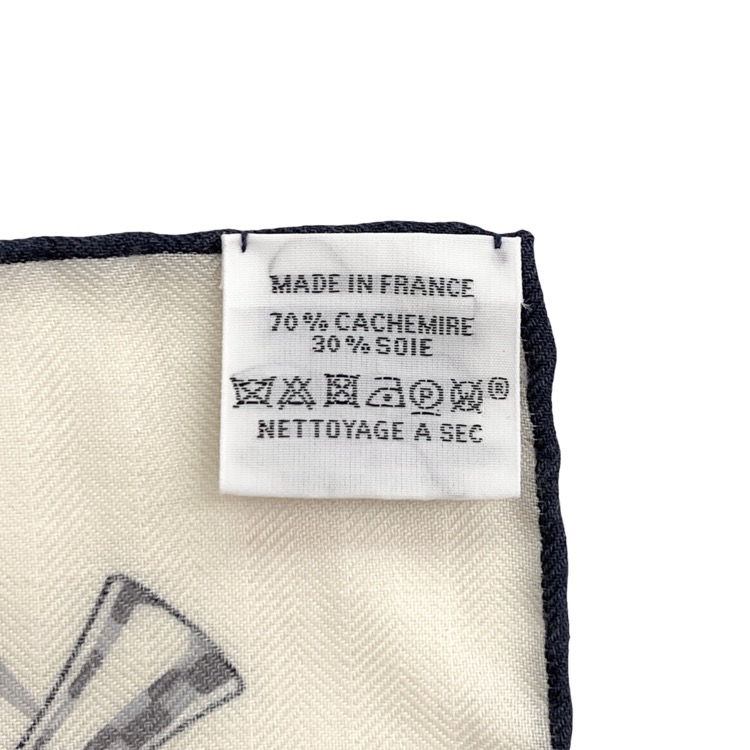 MADE IN FRANCE
70% CACHEMIRE
30% SOIE
P ®
NETTOYAGE A SEC